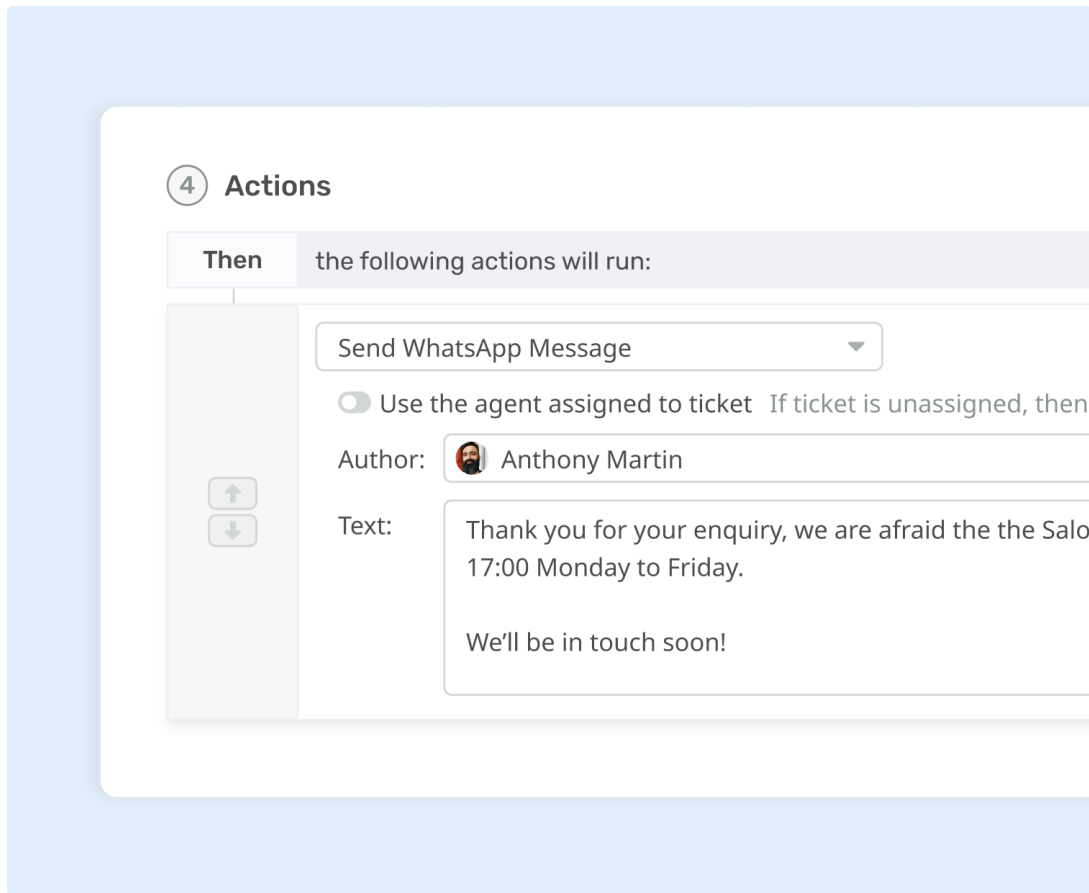 4 Actions
Then the following actions will run:
Send WhatsApp Message
Use the agent assigned to ticket If ticket is unassigned, then
Author: Anthony Martin
Text: Thank you for your enquiry, we are afraid the the
17:00 Monday to Friday.
We’ll be in touch soon!